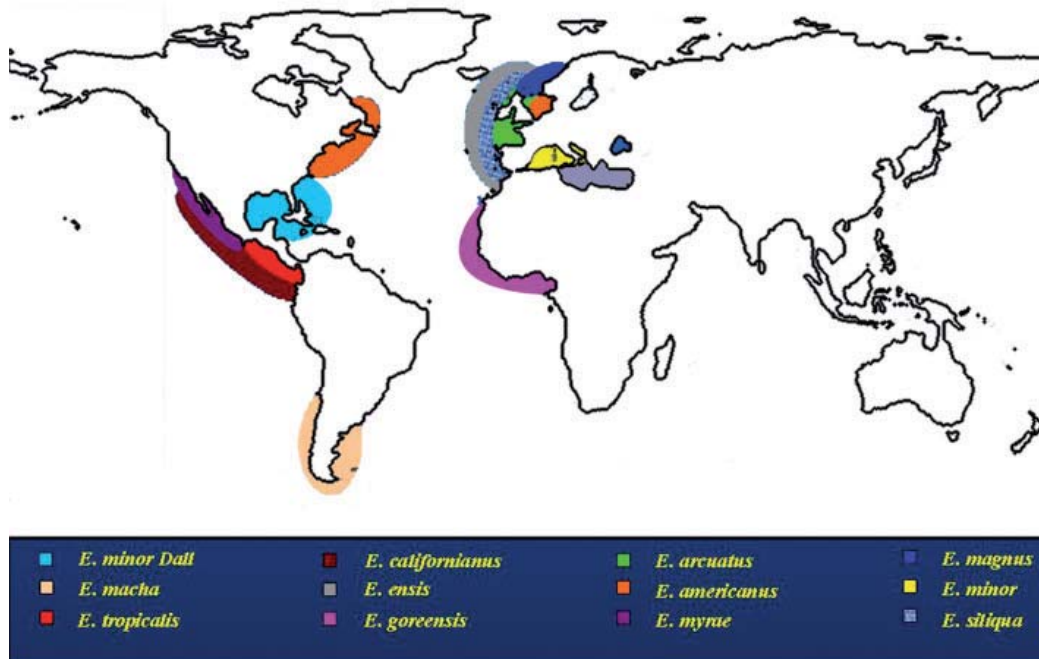 E. minor Dall E. californianus E. arcuatus E. magnus
E. macha E. ensis E. americanus E. minor
E. tropicalis E. goreensis E. myrae E. siliqua